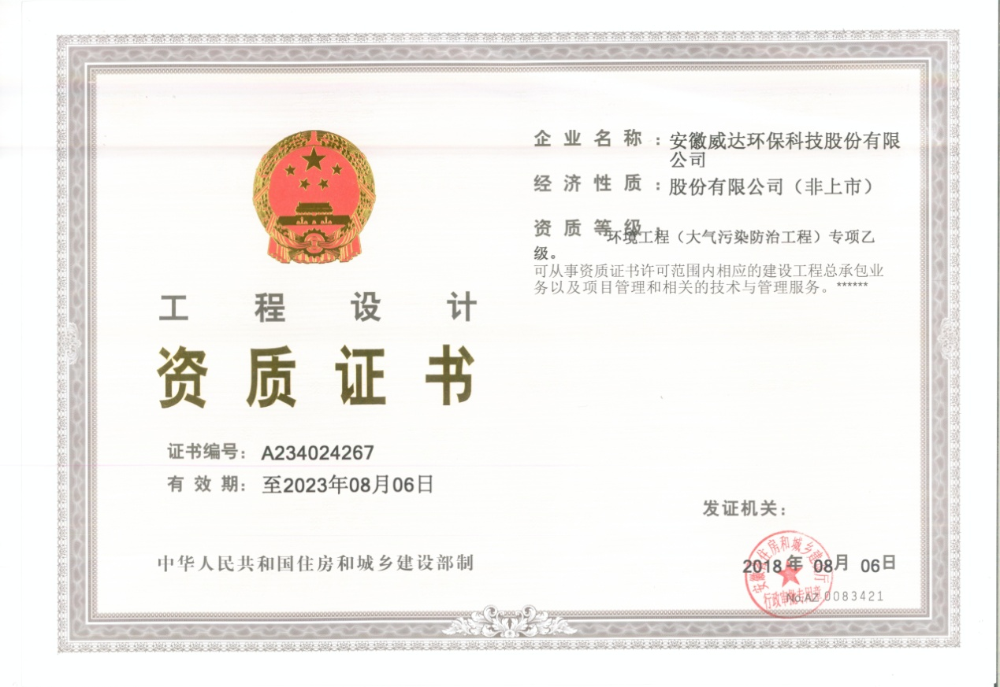 工程设计
资质证书
证书编号：A234024267
有效期：至2023年08月06日
中华人民共和国住房和城乡建设部制
企业名称：安徽威达环保科技股份有限
公司
经济性质：股份有限公司（非上市）
资质等级：
环境工程（大气污染防治工程）专项乙
级。
可从事资质证书许可范围内相应的建设工程总承包业
务以及项目管理和相关的技术与管理服务。******
发证机关：
安徽省住房和城乡建设厅
2018年08月06日
行政审批专用章
No.AZ 0083421